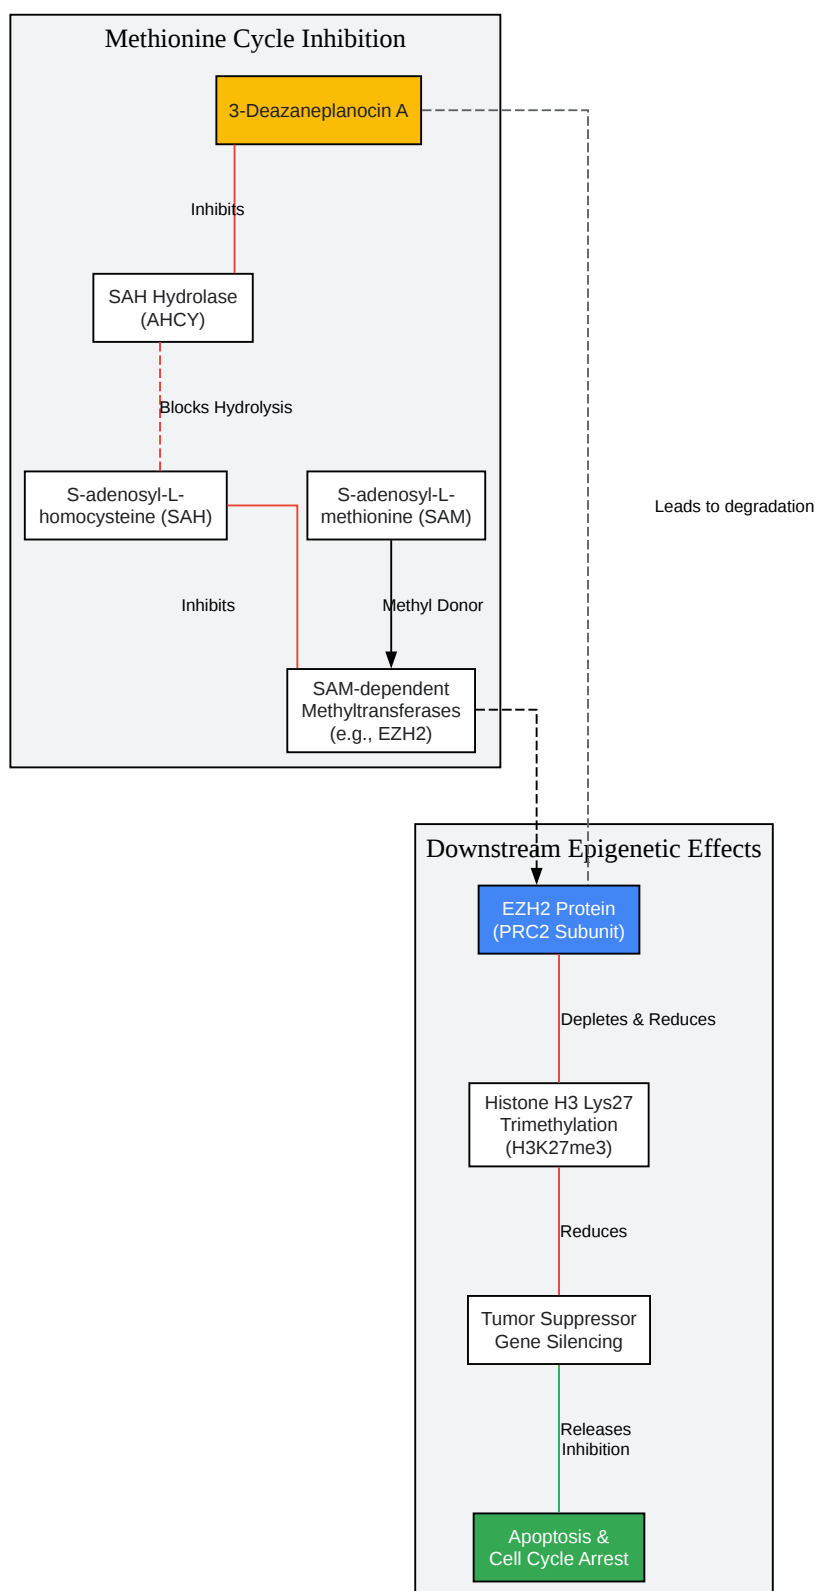 Methionine Cycle Inhibition
3-Deazaneplanocin A
Inhibits
SAH Hydrolase
(AHCY)
Blocks Hydrolysis
S-adenosyl-L-
homocysteine (SAH)
S-adenosyl-L-
methionine (SAM)
Leads to degradation
Inhibits
Methyl Donor
SAM-dependent
Methyltransferases
(e.g., EZH2)
Downstream Epigenetic Effects
EZH2 Protein
(PRC2 Subunit)
Depletes & Reduces
Histone H3 Lys27
Trimethylation
(H3K27me3)
Reduces
Tumor Suppressor
Gene Silencing
Releases
Inhibition
Apoptosis &
Cell Cycle Arrest